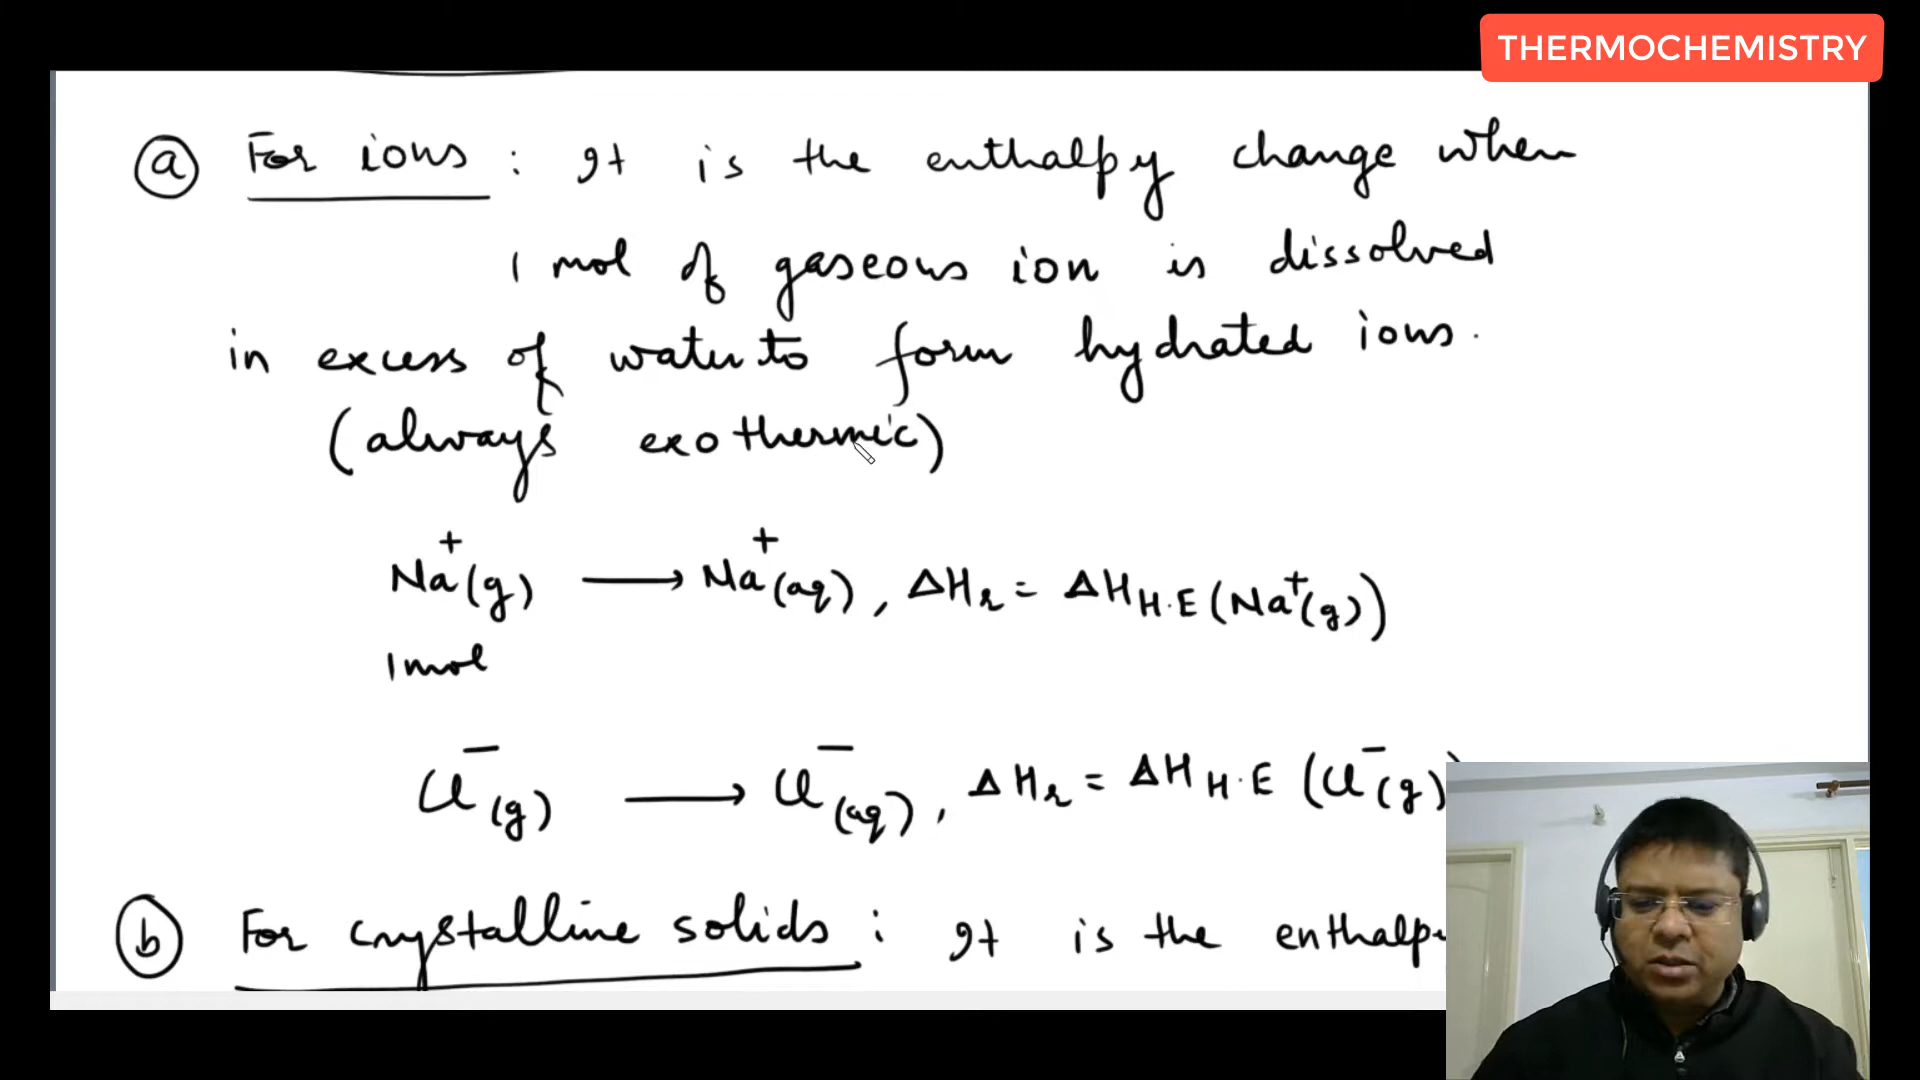 THERMOCHEMISTRY
(a) For ions : It is the enthalpy change when
1 mol of gaseous ion is dissolved
in excess of water to form hydrated ions.
(always exothermic)
Na⁺(g) ⟶ Na⁺(aq), ΔHr = ΔH H.E (Na⁺(g))
1 mol
Cl⁻(g) ⟶ Cl⁻(aq), ΔHr = ΔH H.E (Cl⁻(g)
(b) For crystalline solids : It is the